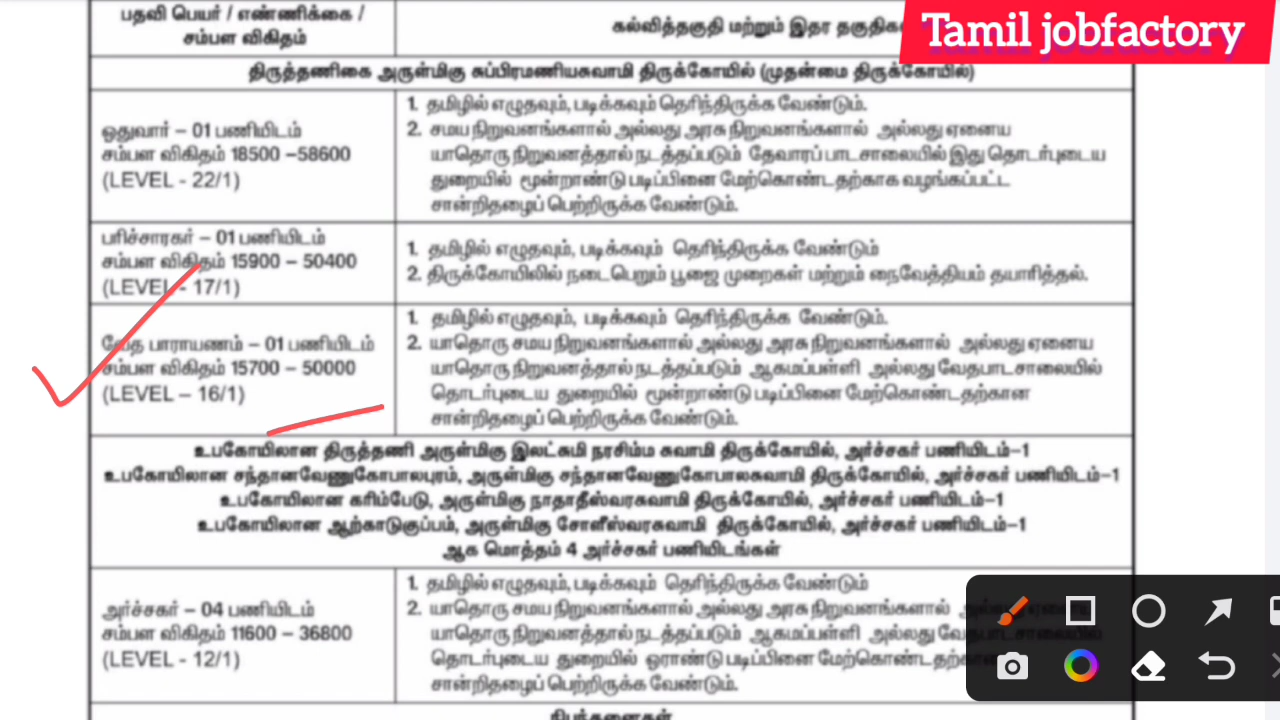 பதவி பெயர் / எண்ணிக்கை /
சம்பள விகிதம்
கல்வித்தகுதி மற்றும் இதர
Tamil jobfactory
திருத்தணிகை அருள்மிகு சுப்பிரமணியசுவாமி திருக்கோயில் (முதன்மை திருக்கோயில்)
ஓதுவார் – 01 பணியிடம்
சம்பள விகிதம் 18500 –58600
(LEVEL - 22/1)
1. தமிழில் எழுதவும், படிக்கவும் தெரிந்திருக்க வேண்டும்.
2. சமய நிறுவனங்களால் அல்லது அரசு நிறுவனங்களால் அல்லது ஏனைய
யாதொரு நிறுவனத்தால் நடத்தப்படும் தேவாரப் பாடசாலையில் இது தொடர்புடைய
துறையில் மூன்றாண்டு படிப்பினை மேற்கொண்டதற்காக வழங்கப்பட்ட
சான்றிதழைப் பெற்றிருக்க வேண்டும்.
பரிச்சாரகர் – 01 பணியிடம்
சம்பள விகிதம் 15900 – 50400
(LEVEL - 17/1)
1. தமிழில் எழுதவும், படிக்கவும் தெரிந்திருக்க வேண்டும்
2. திருக்கோயிலில் நடைபெறும் பூஜை முறைகள் மற்றும் நைவேத்தியம் தயாரித்தல்.
வேத பாராயணம் – 01 பணியிடம்
சம்பள விகிதம் 15700 – 50000
(LEVEL – 16/1)
1. தமிழில் எழுதவும், படிக்கவும் தெரிந்திருக்க வேண்டும்.
2. யாதொரு சமய நிறுவனங்களால் அல்லது அரசு நிறுவனங்களால் அல்லது ஏனைய
யாதொரு நிறுவனத்தால் நடத்தப்படும் ஆகமப்பள்ளி அல்லது வேதபாடசாலையில்
தொடர்புடைய துறையில் மூன்றாண்டு படிப்பினை மேற்கொண்டதற்கான
சான்றிதழைப் பெற்றிருக்க வேண்டும்.
உபகோயிலான திருத்தணி அருள்மிகு இலட்சுமி நரசிம்ம சுவாமி திருக்கோயில், அர்ச்சகர் பணியிடம்–1
உபகோயிலான சந்தானவேணுகோபாலபுரம், அருள்மிகு சந்தானவேணுகோபாலசுவாமி திருக்கோயில், அர்ச்சகர் பணியிடம்–1
உபகோயிலான கரிம்பேடு, அருள்மிகு நாதாதீஸ்வரசுவாமி திருக்கோயில், அர்ச்சகர் பணியிடம்–1
உபகோயிலான ஆற்காடுகுப்பம், அருள்மிகு சோளீஸ்வரசுவாமி திருக்கோயில், அர்ச்சகர் பணியிடம்–1
ஆக மொத்தம் 4 அர்ச்சகர் பணியிடங்கள்
அர்ச்சகர் – 04 பணியிடம்
சம்பள விகிதம் 11600 – 36800
(LEVEL - 12/1)
1. தமிழில் எழுதவும், படிக்கவும் தெரிந்திருக்க வேண்டும்
2. யாதொரு சமய நிறுவனங்களால் அல்லது அரசு நிறுவனங்களால் அல்லது ஏனைய
யாதொரு நிறுவனத்தால் நடத்தப்படும் ஆகமப்பள்ளி அல்லது வேதபாடசாலையில்
தொடர்புடைய துறையில் ஓராண்டு படிப்பினை
சான்றிதழைப் பெற்றிருக்க வேண்டும்.
நிபந்தனைகள்